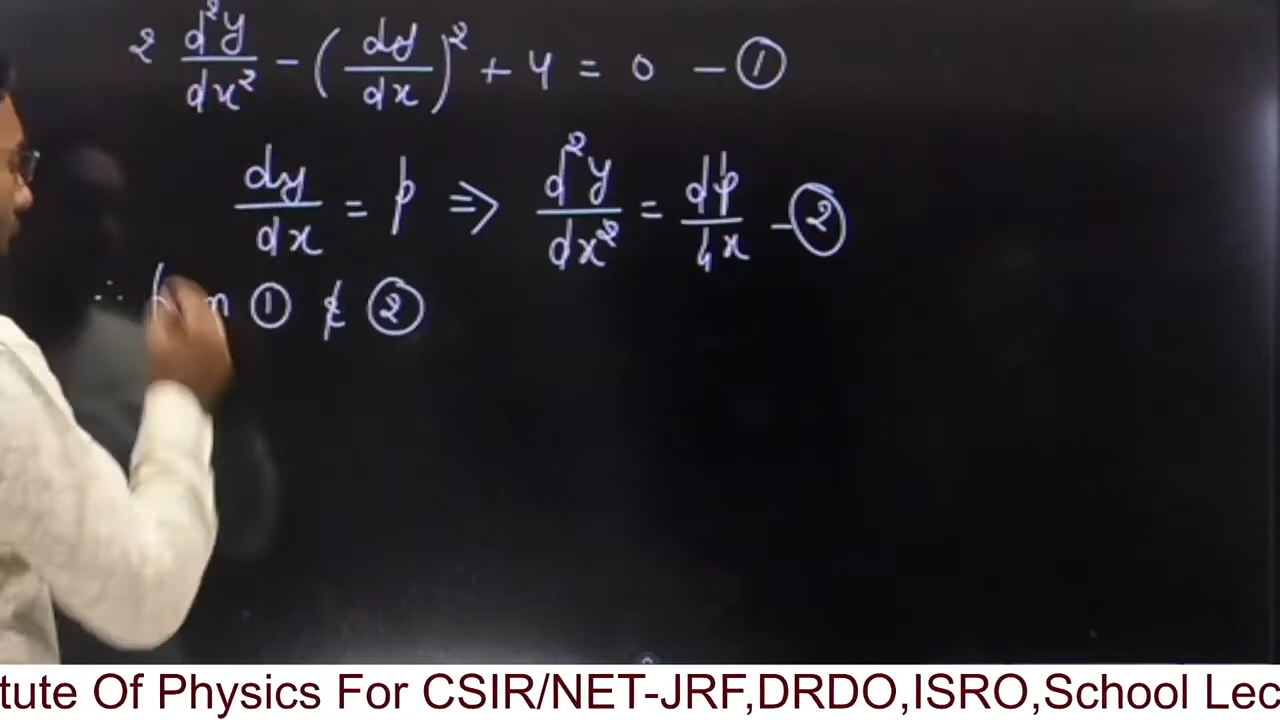 2 d²y/dx² - (dy/dx)² + 4 = 0 - ①
dy/dx = p ⇒ d²y/dx² = dp/dx - ②
∴ ① & ②
tute Of Physics For CSIR/NET-JRF,DRDO,ISRO,School Lec